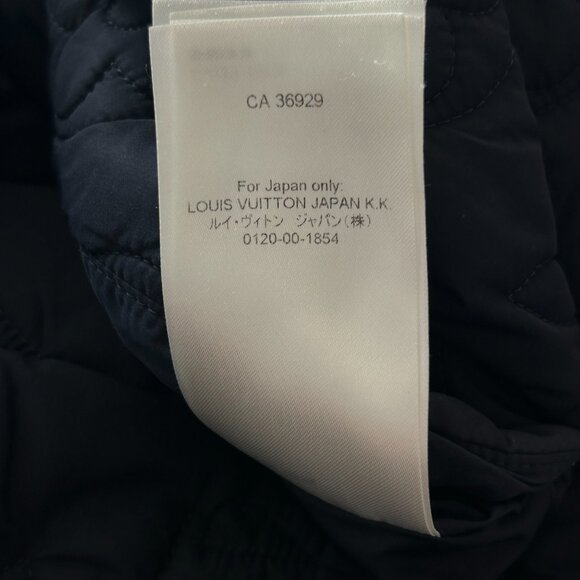 CA 36929
For Japan only:
LOUIS VUITTON JAPAN K.K.
ルイ・ヴィトン ジャパン(株)
0120-00-1854